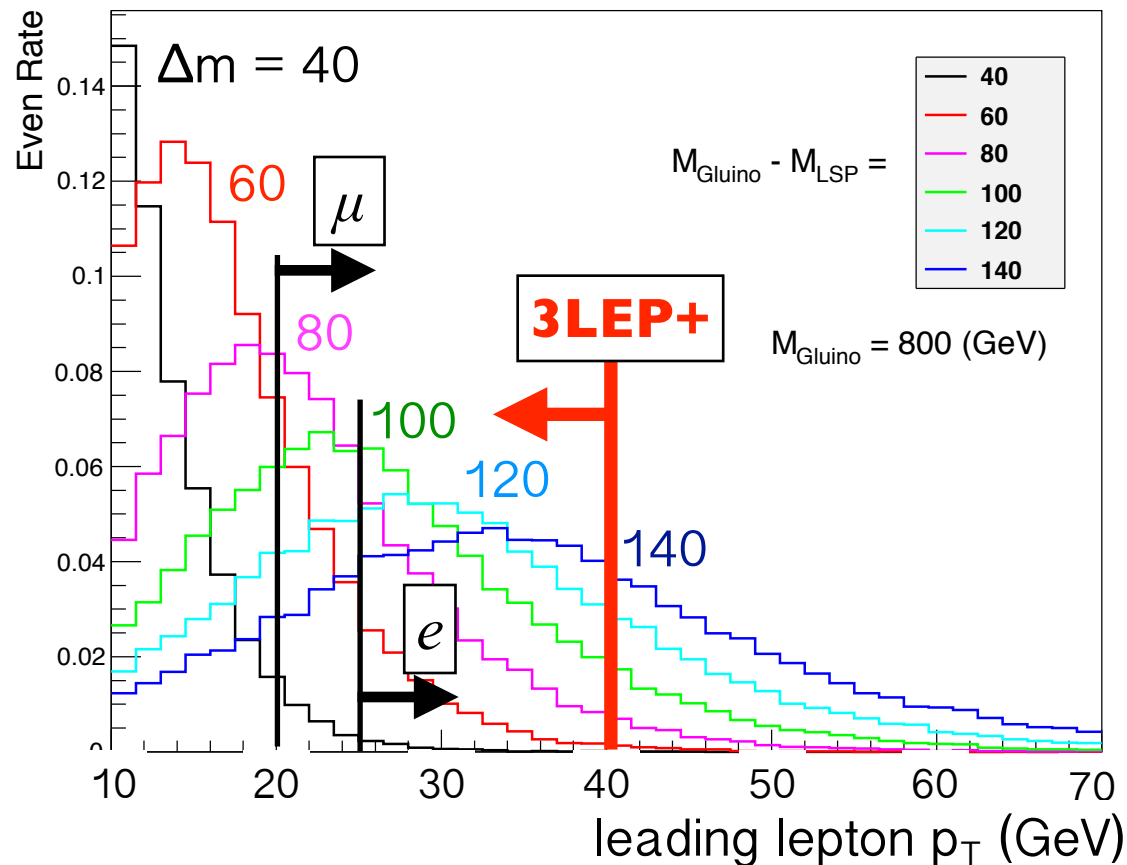 Even Rate
Δm = 40
0.14
0.12
0.1
0.08
0.06
0.04
0.02
0
60
μ
80
100
120
140
e
3LEP+
M_Gluino - M_LSP =
40
60
80
100
120
140
M_Gluino = 800 (GeV)
10 20 30 40 50 60 70
leading lepton p_T (GeV)